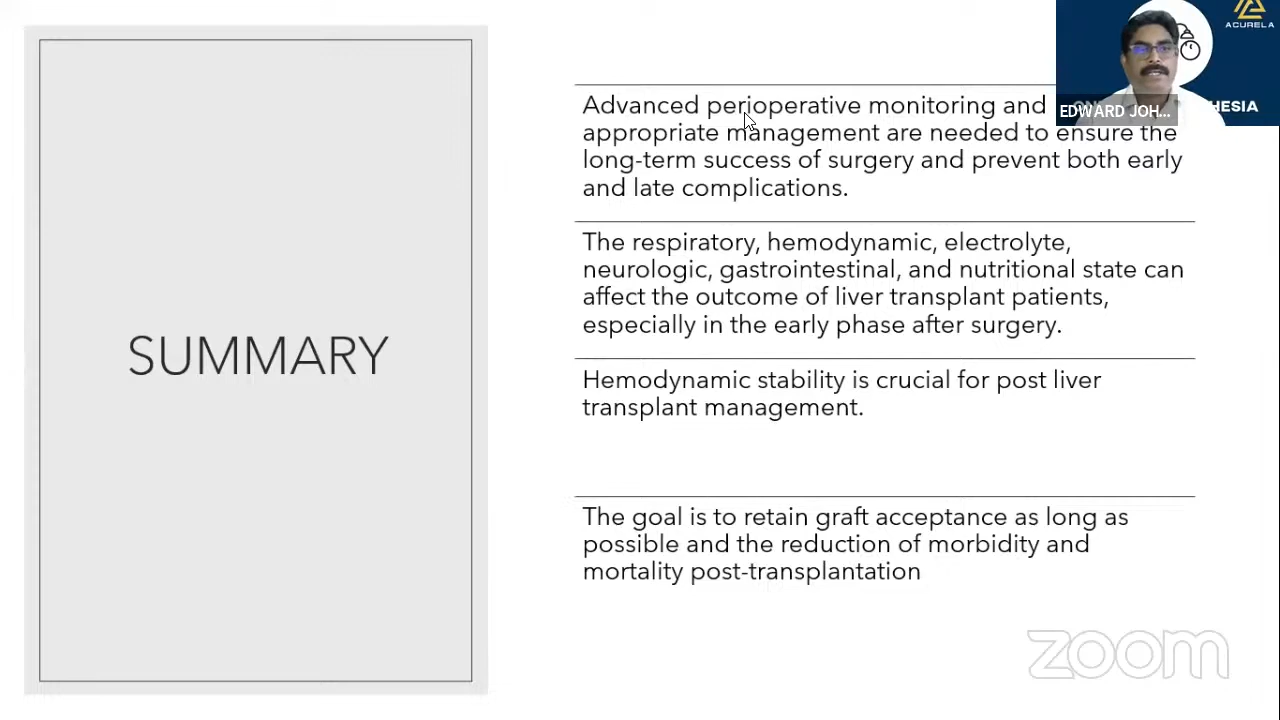 SUMMARY
Advanced perioperative monitoring and
appropriate management are needed to ensure the
long-term success of surgery and prevent both early
and late complications.
The respiratory, hemodynamic, electrolyte,
neurologic, gastrointestinal, and nutritional state can
affect the outcome of liver transplant patients,
especially in the early phase after surgery.
Hemodynamic stability is crucial for post liver
transplant management.
The goal is to retain graft acceptance as long as
possible and the reduction of morbidity and
mortality post-transplantation
ACURELA
EDWARD JOH...
HESIA
zoom